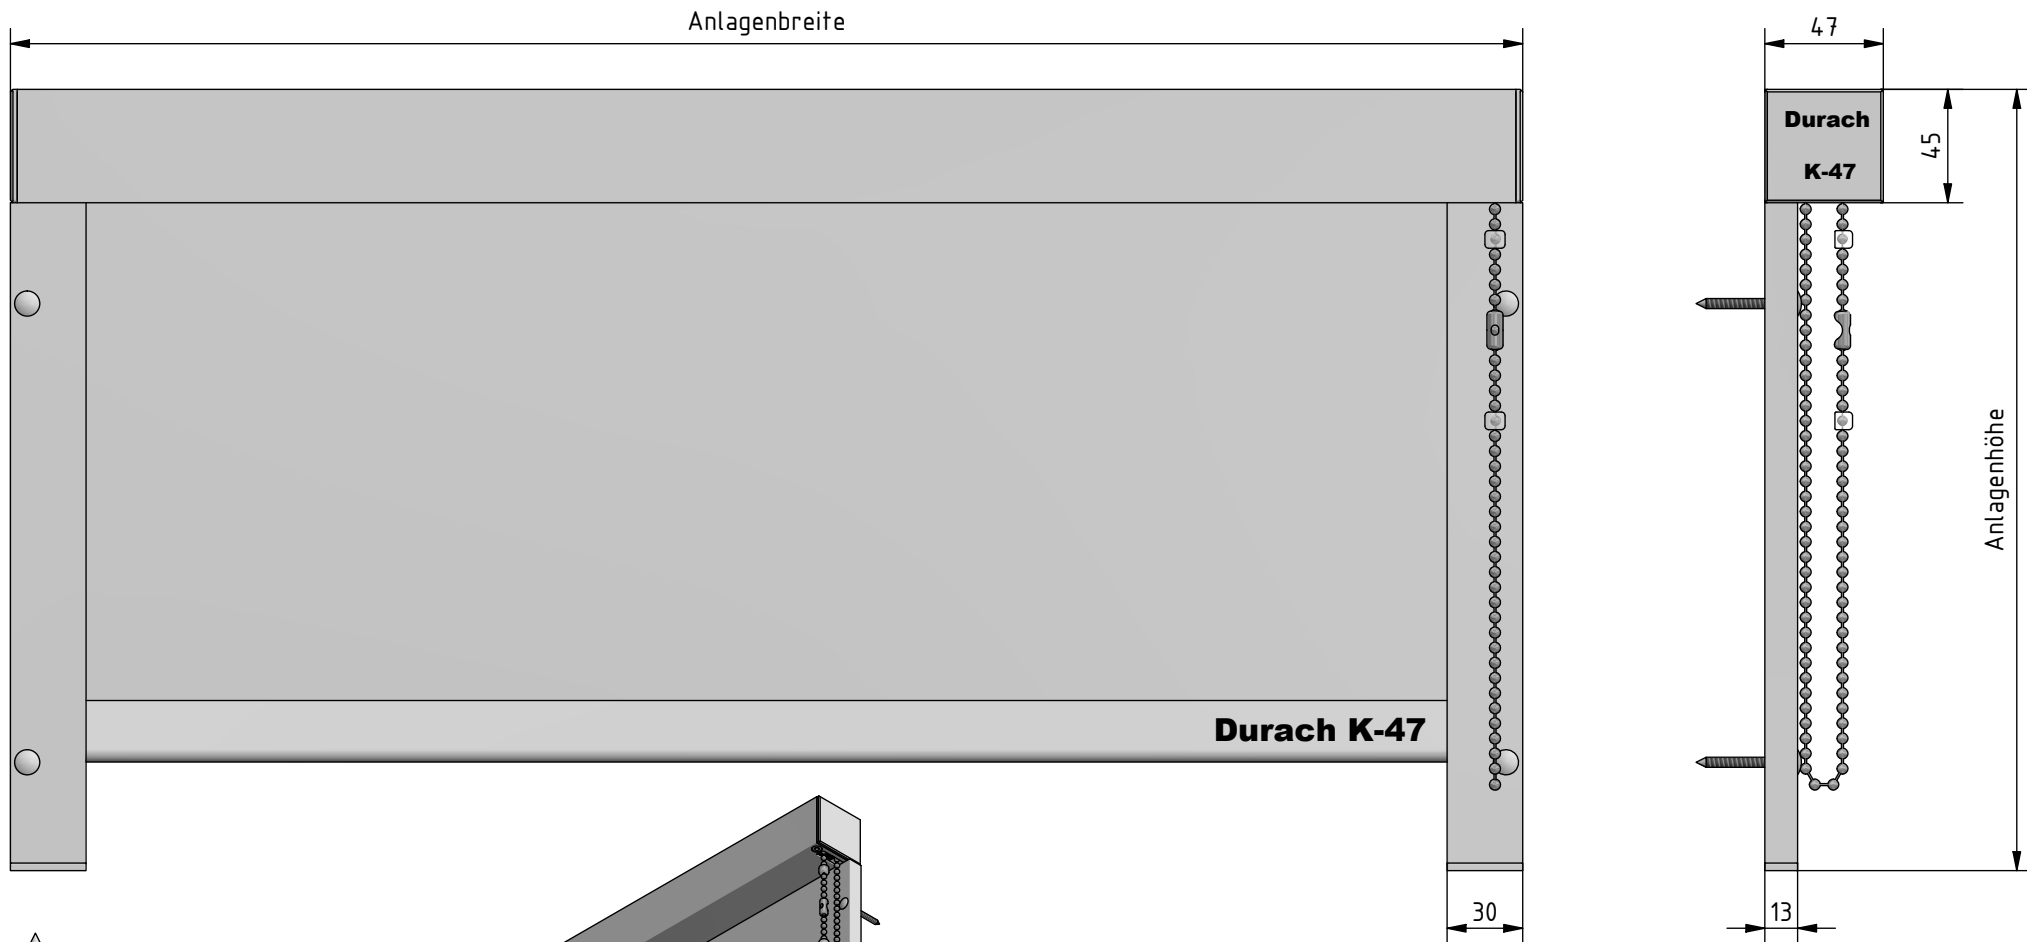 Anlagenbreite
47
Durach
K-47
45
Anlagenhöhe
Durach K-47
30
13